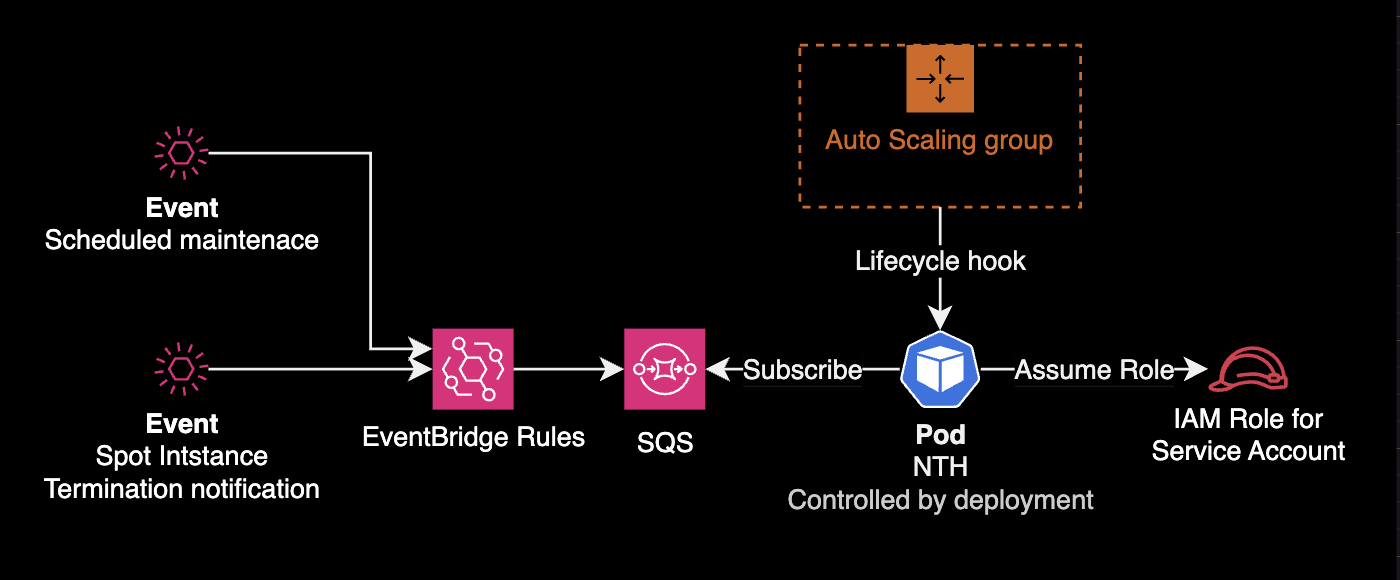 Auto Scaling group
Event
Scheduled maintenace
Lifecycle hook
Subscribe
Assume Role
Event
Spot Intstance
Termination notification
EventBridge Rules
SQS
Pod
NTH
Controlled by deployment
IAM Role for
Service Account